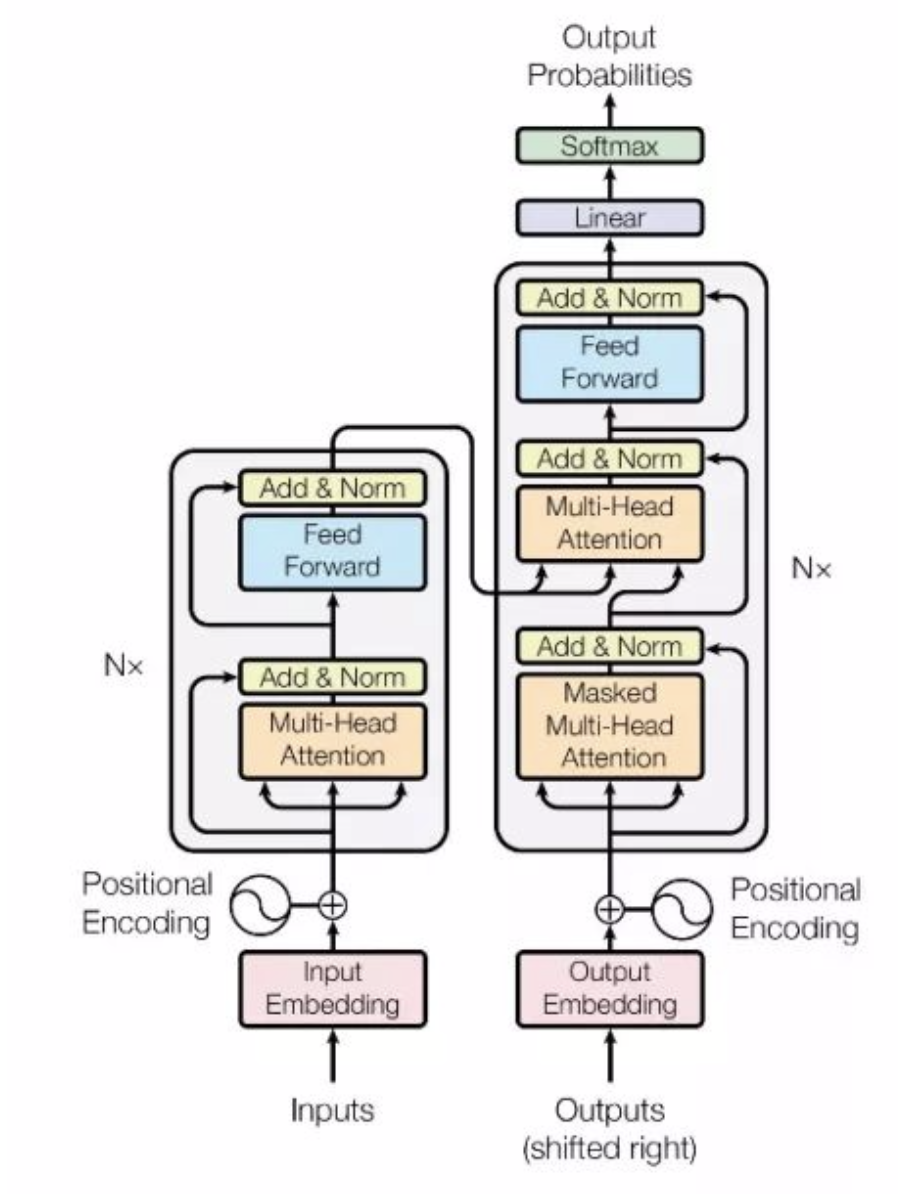 Output
Probabilities
Softmax
Linear
Add & Norm
Feed
Forward
Add & Norm
Multi-Head
Attention
Nx
Add & Norm
Masked
Multi-Head
Attention
Add & Norm
Feed
Forward
Nx
Add & Norm
Multi-Head
Attention
Positional
Encoding
Positional
Encoding
Input
Embedding
Output
Embedding
Inputs
Outputs
(shifted right)